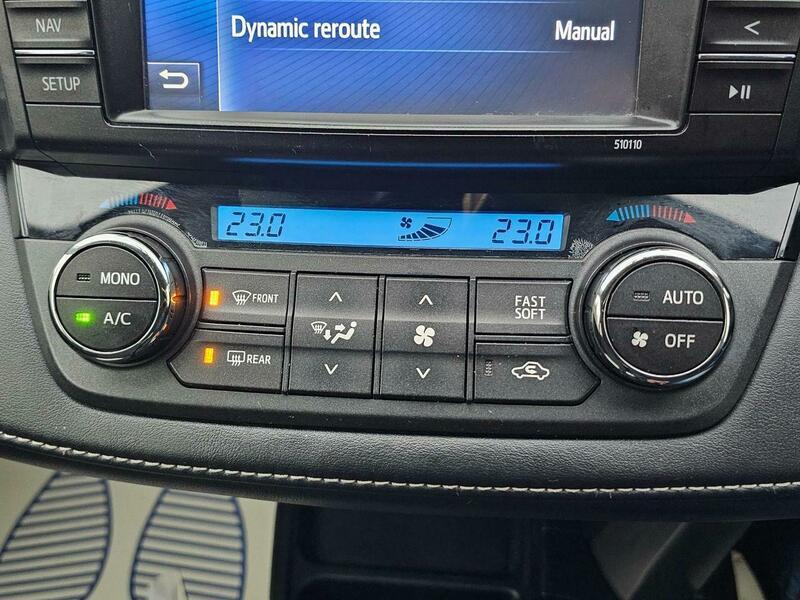 NAV
SETUP
Dynamic reroute Manual
510110
23.0 23.0
MONO
A/C
FRONT
REAR
FAST
SOFT
AUTO
OFF